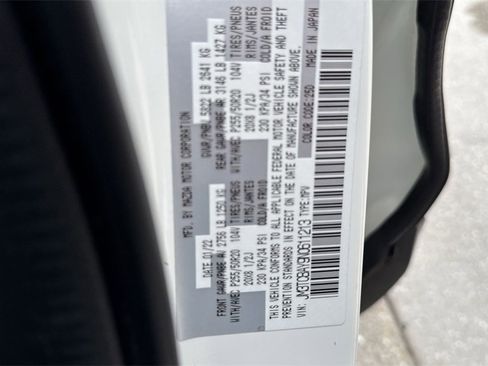 MFD. BY MAZDA MOTOR CORPORATION
DATE: 01/22 GVWR/PNBV 5822 LB 2641 KG
FRT GAWR/PNBE AV 2756 LB 1250 KG REAR GAWR/PNBE AR 3146 LB 1427 KG
WITH/AVEC P255/50R20 104V TIRES/PNEUS WITH/AVEC P255/50R20 104V TIRES/PNEUS
20X8 1/2J RIMS/JANTES 20X8 1/2J RIMS/JANTES
230 KPA/34 PSI COLD/A FROID 230 KPA/34 PSI COLD/A FROID
THIS VEHICLE CONFORMS TO ALL APPLICABLE FEDERAL MOTOR VEHICLE SAFETY AND THEFT
PREVENTION STANDARDS IN EFFECT ON THE DATE OF MANUFACTURE SHOWN ABOVE.
VIN: JM3TCBAY9N0611213 TYPE:MPV COLOR CODE:25D MADE IN JAPAN